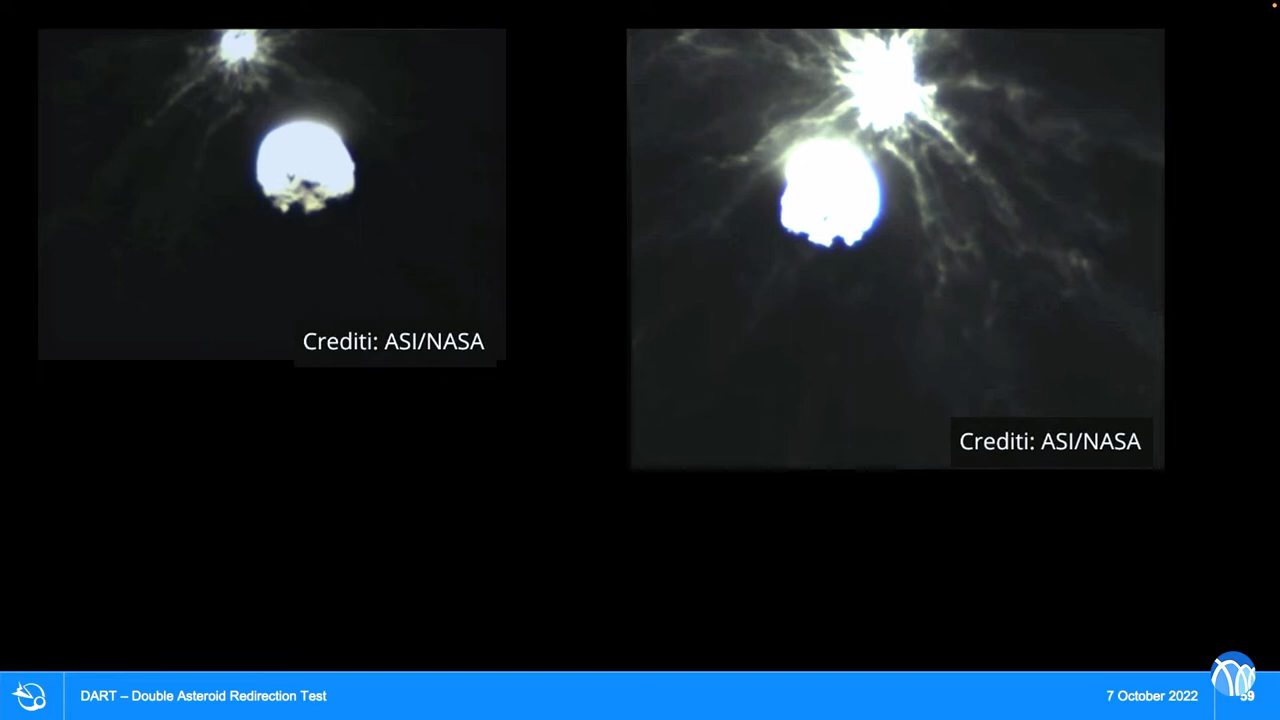 Crediti: ASI/NASA
Crediti: ASI/NASA
DART – Double Asteroid Redirection Test
7 October 2022
59